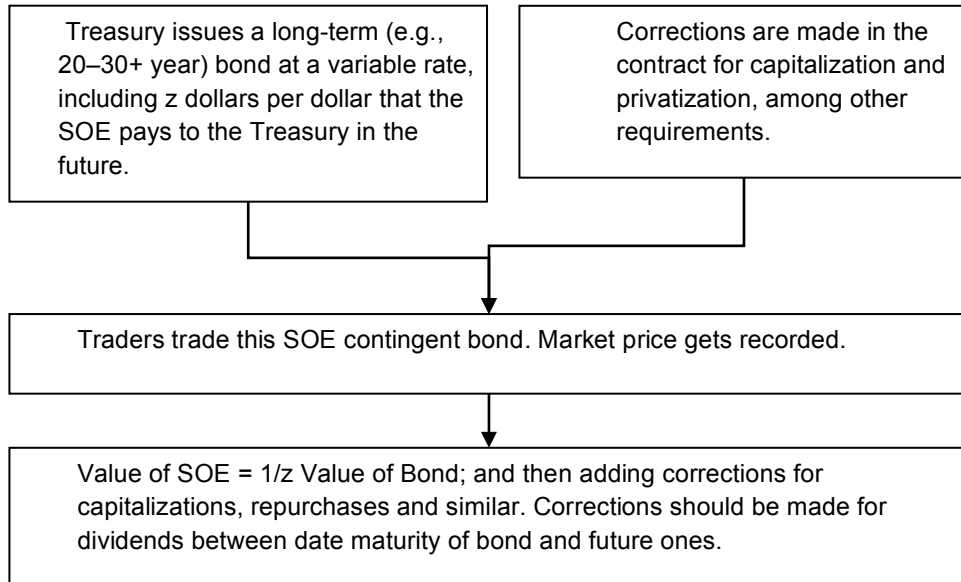 Treasury issues a long-term (e.g.,
20–30+ year) bond at a variable rate,
including z dollars per dollar that the
SOE pays to the Treasury in the
future.
Corrections are made in the
contract for capitalization and
privatization, among other
requirements.
Traders trade this SOE contingent bond. Market price gets recorded.
Value of SOE = 1/z Value of Bond; and then adding corrections for
capitalizations, repurchases and similar. Corrections should be made for
dividends between date maturity of bond and future ones.